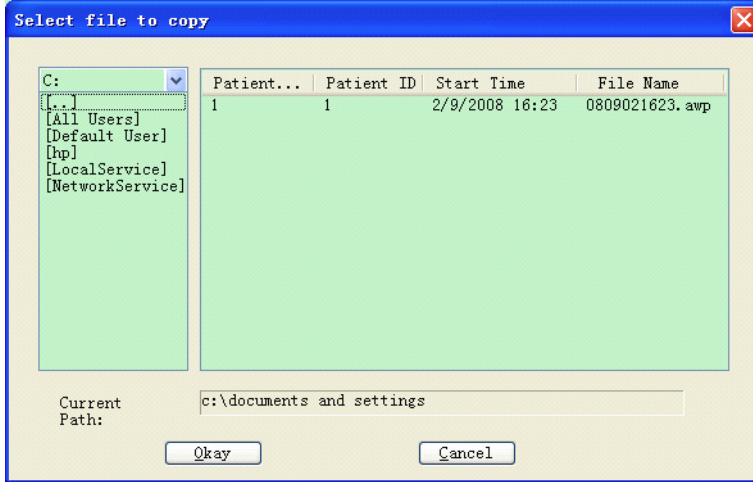 Select file to copy
C:
[..]
[All Users]
[Default User]
[hp]
[LocalService]
[NetworkService]
Patient... Patient ID Start Time File Name
1 1 2/9/2008 16:23 0809021623.awp
Current Path:
c:\documents and settings
Okay Cancel